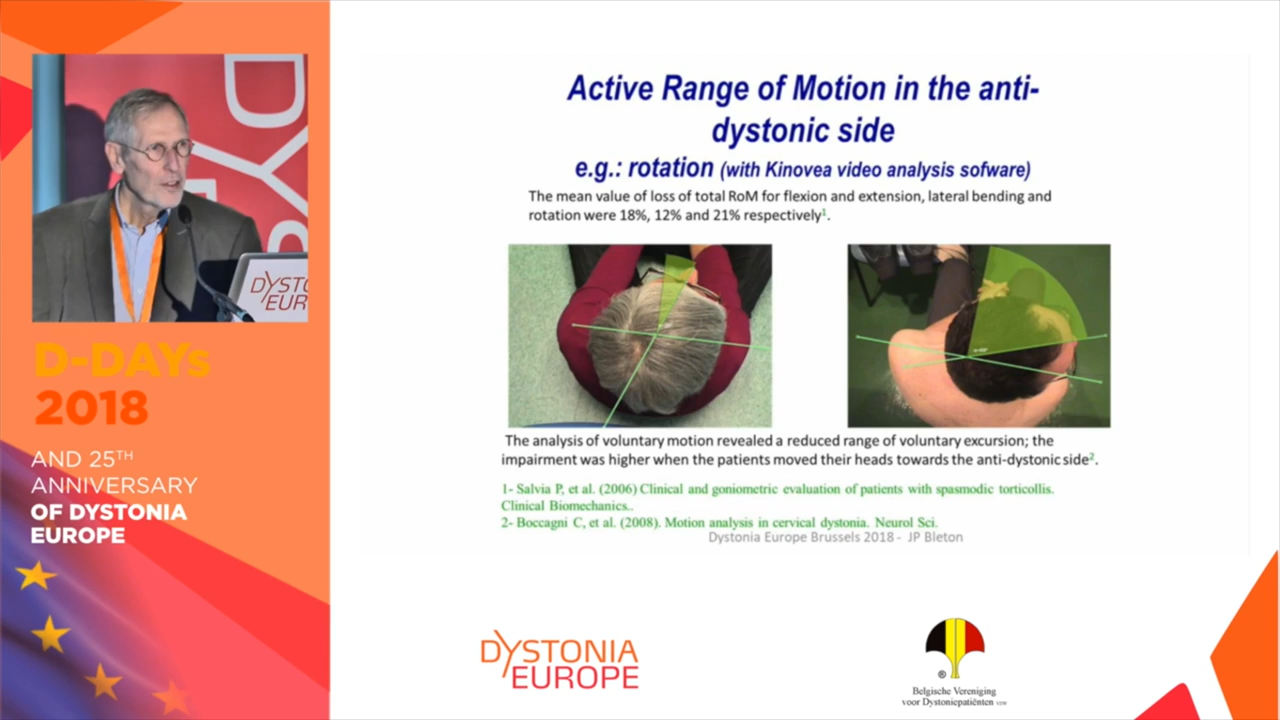 DYS
DYSTO
EUR
D-DAYs
2018
AND 25TH
ANNIVERSARY
OF DYSTONIA
EUROPE
Active Range of Motion in the anti-
dystonic side
e.g.: rotation (with Kinovea video analysis sofware)
The mean value of loss of total RoM for flexion and extension, lateral bending and
rotation were 18%, 12% and 21% respectively1.
The analysis of voluntary motion revealed a reduced range of voluntary excursion; the
impairment was higher when the patients moved their heads towards the anti-dystonic side2.
1- Salvia P, et al. (2006) Clinical and goniometric evaluation of patients with spasmodic torticollis.
Clinical Biomechanics..
2- Boccagni C, et al. (2008). Motion analysis in cervical dystonia. Neurol Sci.
Dystonia Europe Brussels 2018 - JP Bleton
DYSTONIA
EUROPE
®
Belgische Vereniging
voor Dystoniepatiënten vzw